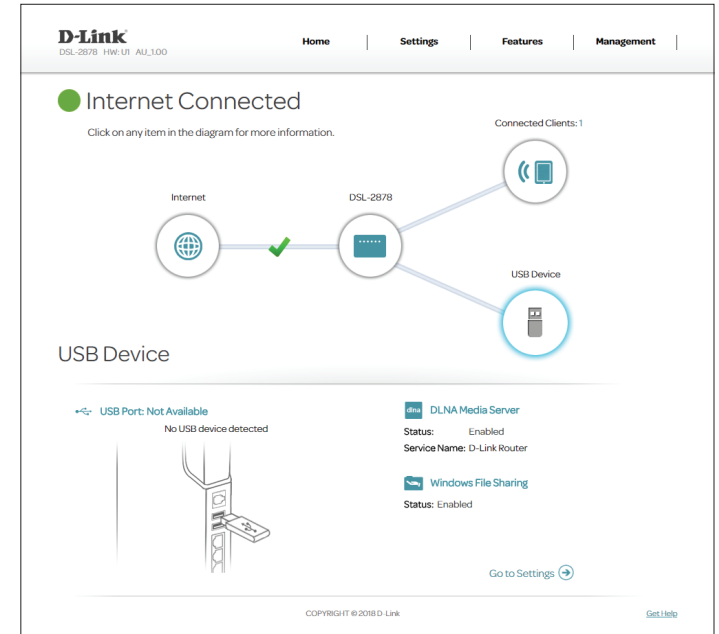 D-Link
DSL-2878 HW: U1 AU_1.00
Home Settings Features Management
Internet Connected
Click on any item in the diagram for more information.
Connected Clients: 1
Internet
DSL-2878
USB Device
USB Device
USB Port: Not Available
No USB device detected
dlna DLNA Media Server
Status: Enabled
Service Name: D-Link Router
Windows File Sharing
Status: Enabled
Go to Settings
COPYRIGHT © 2018 D-Link
Get Help